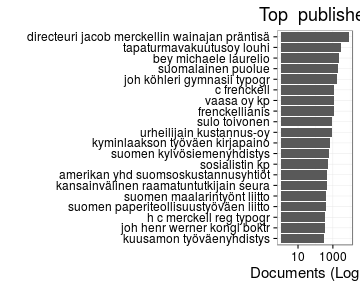 Top publishe
directeuri jacob merckellin wainajan präntisä
tapaturmavakuutusoy louhi
bey michaele laurelio
suomalainen puolue
joh köhleri gymnasii typogr
c frenckell
vaasa oy kp
frenckellianis
sulo toivonen
urheilijain kustannus-oy
kyminlaakson työväen kirjapaino
suomen kylvösiemenyhdistys
sosialistin kp
amerikan yhd suomsoskustannusyhtiöt
kansainvälinen raamatuntutkijain seura
suomen maalarintyönt liitto
suomen paperiteollisuustyöväen liitto
h c merckell reg typogr
joh henr werner kongl boktr
kuusamon työväenyhdistys
10 1000
Documents (Log